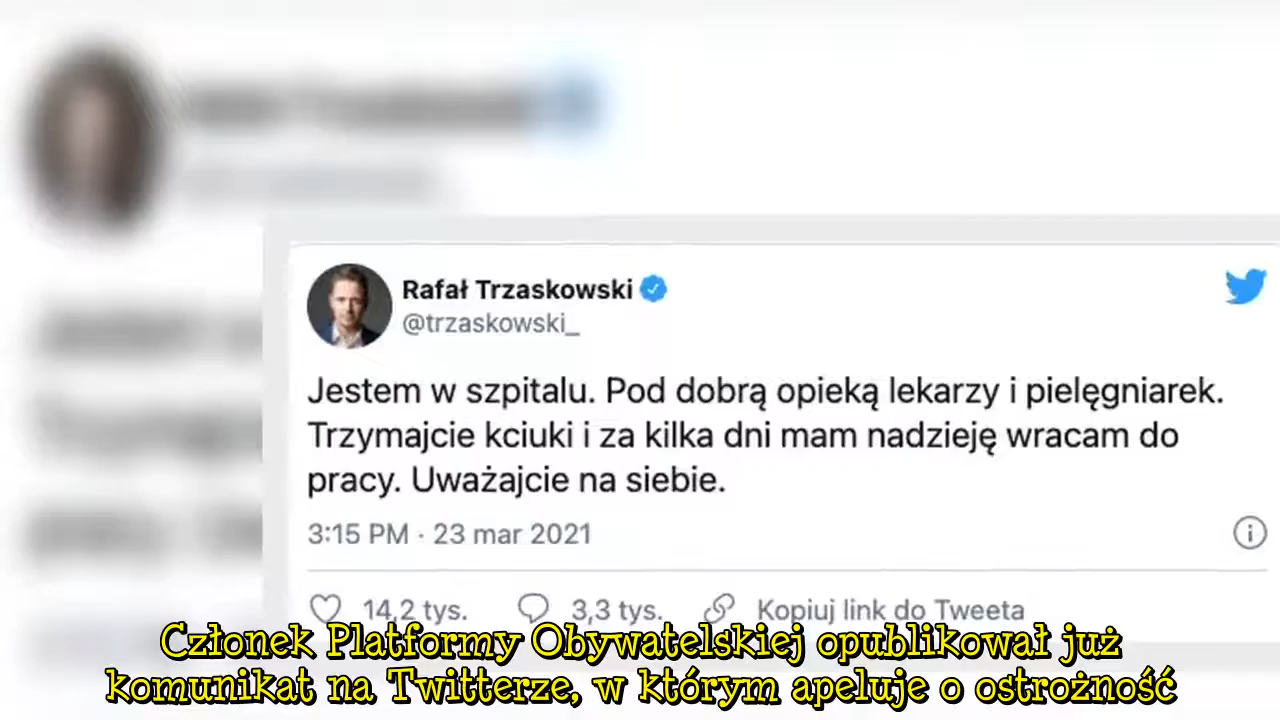 Rafał Trzaskowski
@trzaskowski_
Jestem w szpitalu. Pod dobrą opieką lekarzy i pielęgniarek.
Trzymajcie kciuki i za kilka dni mam nadzieję wracam do
pracy. Uważajcie na siebie.
3:15 PM · 23 mar 2021
14,2 tys. 3,3 tys. Kopiuj link do Tweeta
Członek Platformy Obywatelskiej opublikował już
komunikat na Twitterze, w którym apeluje o ostrożność